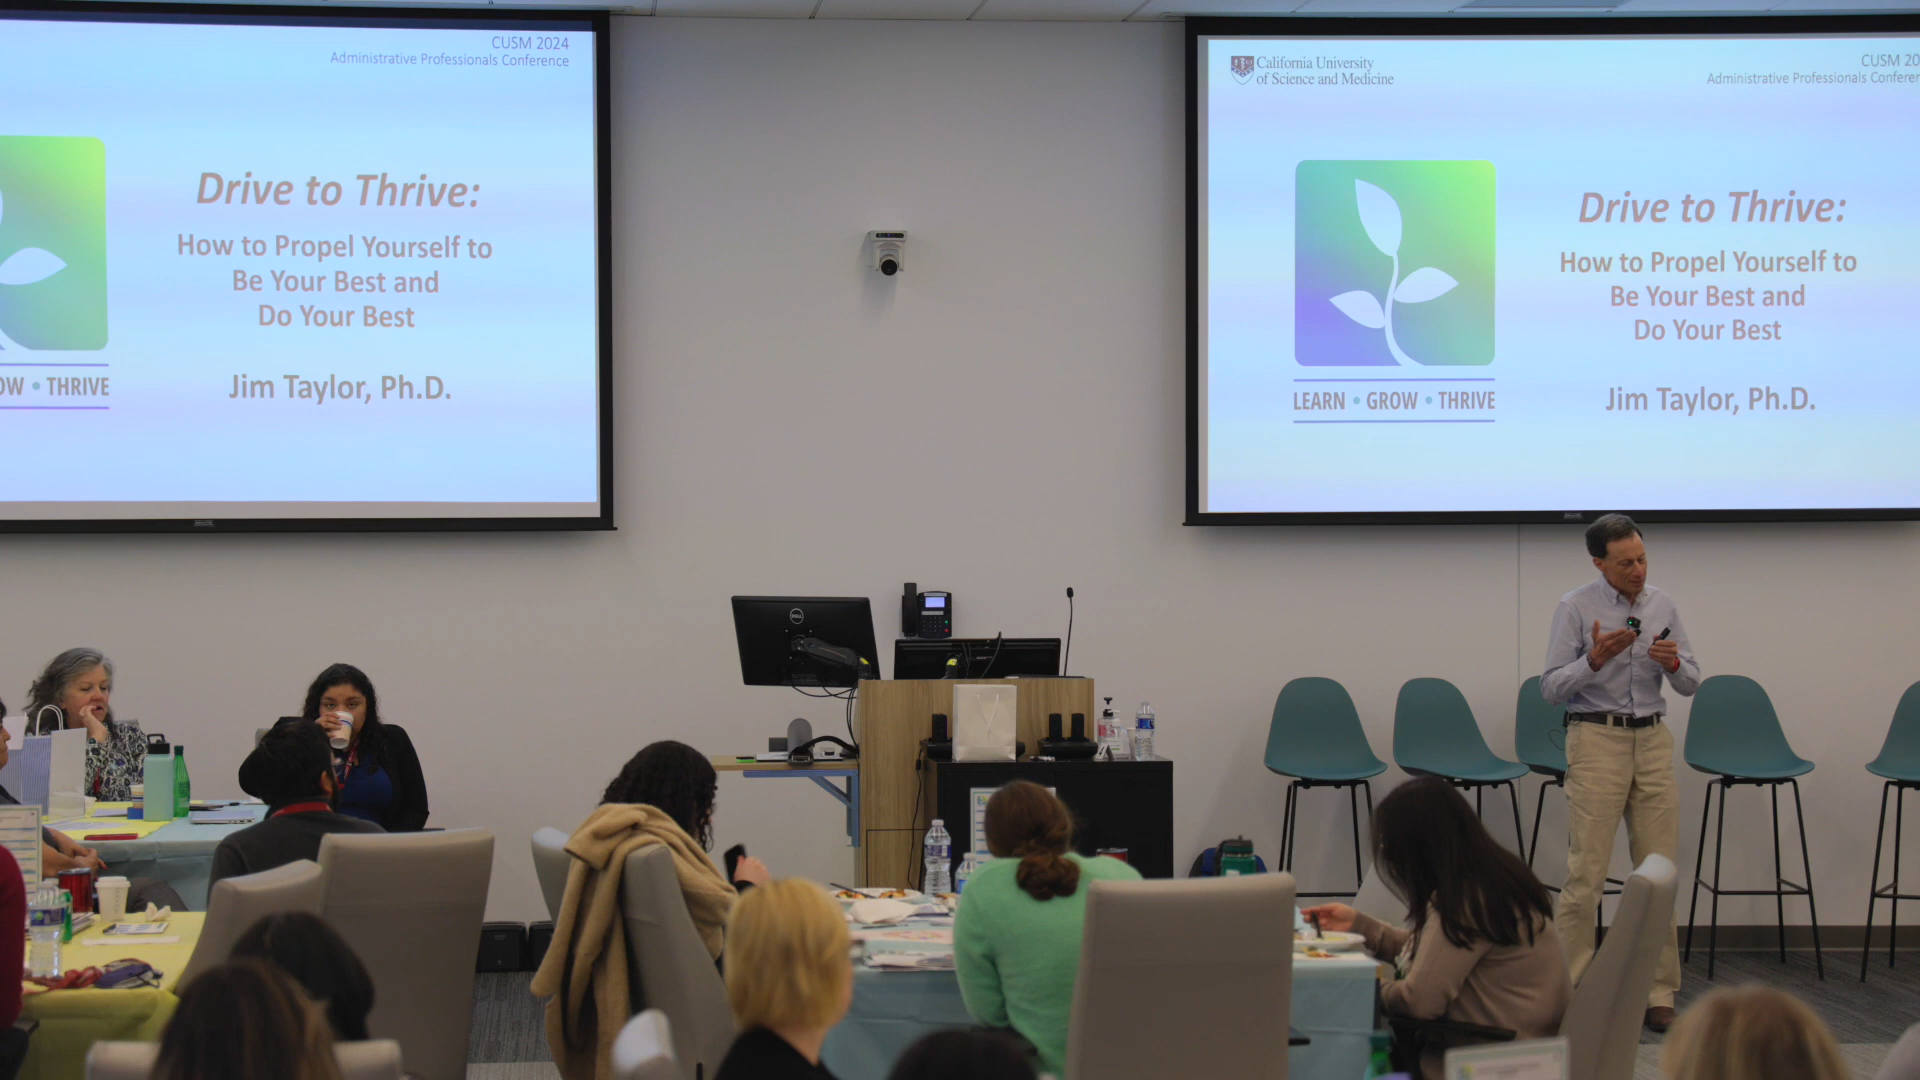 CUSM 2024
Administrative Professionals Conference
Drive to Thrive:
How to Propel Yourself to
Be Your Best and
Do Your Best
Jim Taylor, Ph.D.
OW • THRIVE
California University
of Science and Medicine
CUSM 20
Administrative Professionals Confere
Drive to Thrive:
How to Propel Yourself to
Be Your Best and
Do Your Best
Jim Taylor, Ph.D.
LEARN • GROW • THRIVE
DELL